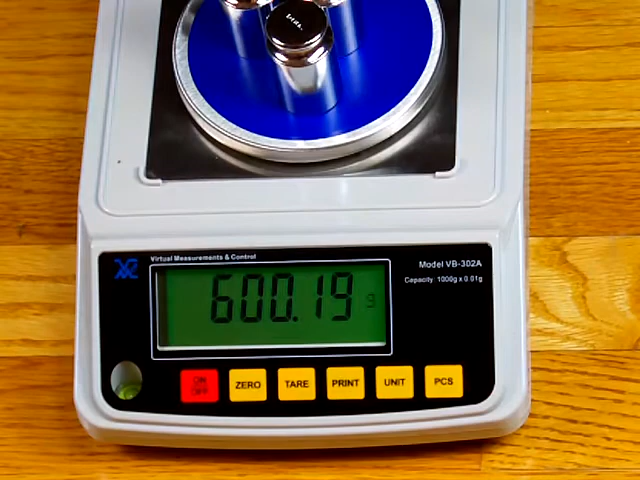 Virtual Measurements & Control
Model VB-302A
Capacity: 1000g x 0.01g
600.19 g
ON
OFF
ZERO
TARE
PRINT
UNIT
PCS